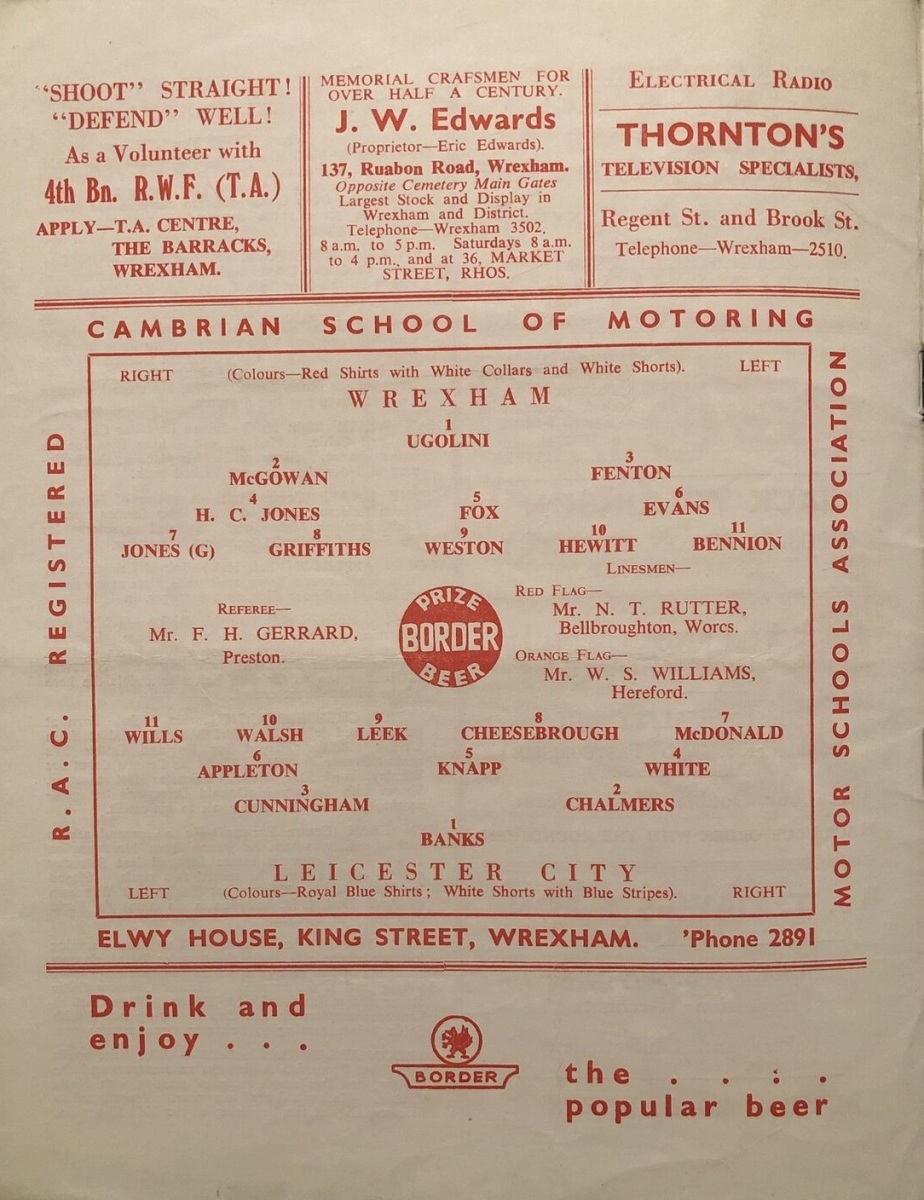 "SHOOT" STRAIGHT!
"DEFEND" WELL!
As a Volunteer with
4th Bn. R.W.F. (T.A.)
APPLY—T.A. CENTRE,
THE BARRACKS,
WREXHAM.
MEMORIAL CRAFSMEN FOR
OVER HALF A CENTURY.
J. W. Edwards
(Proprietor—Eric Edwards).
137, Ruabon Road, Wrexham.
Opposite Cemetery Main Gates
Largest Stock and Display in
Wrexham and District.
Telephone—Wrexham 3502.
8 a.m. to 5 p.m. Saturdays 8 a.m.
to 4 p.m., and at 36, MARKET
STREET, RHOS.
ELECTRICAL RADIO
THORNTON'S
TELEVISION SPECIALISTS,
Regent St. and Brook St.
Telephone—Wrexham—2510.
CAMBRIAN SCHOOL OF MOTORING
R.A.C. REGISTERED
MOTOR SCHOOLS ASSOCIATION
RIGHT (Colours—Red Shirts with White Collars and White Shorts). LEFT
WREXHAM
1
UGOLINI
2 3
McGOWAN FENTON
4 5 6
H. C. JONES FOX EVANS
7 8 9 10 11
JONES (G) GRIFFITHS WESTON HEWITT BENNION
LINESMEN—
REFEREE—
Mr. F. H. GERRARD,
Preston.
PRIZE
BORDER
BEER
RED FLAG—
Mr. N. T. RUTTER,
Bellbroughton, Worcs.
ORANGE FLAG—
Mr. W. S. WILLIAMS,
Hereford.
11 10 9 8 7
WILLS WALSH LEEK CHEESEBROUGH McDONALD
6 5 4
APPLETON KNAPP WHITE
3 2
CUNNINGHAM CHALMERS
1
BANKS
LEICESTER CITY
LEFT (Colours—Royal Blue Shirts; White Shorts with Blue Stripes). RIGHT
ELWY HOUSE, KING STREET, WREXHAM. 'Phone 2891
Drink and
enjoy . . .
BORDER
the . . . .
popular beer